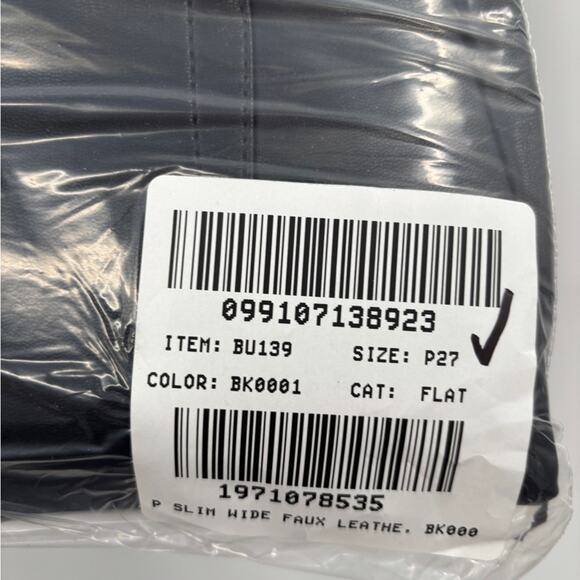 099107138923
ITEM: BU139 SIZE: P27
COLOR: BK0001 CAT: FLAT
1971078535
P SLIM WIDE FAUX LEATHE. BK000